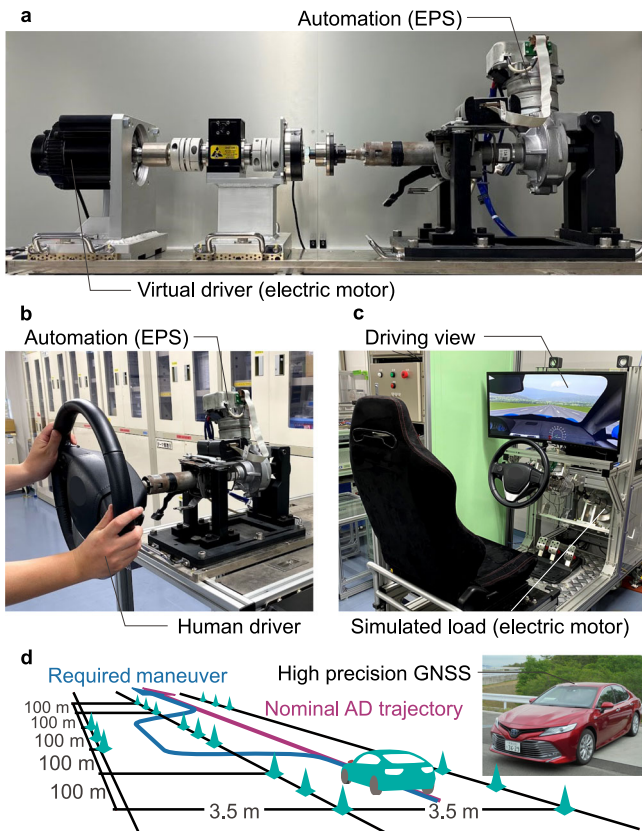 a
Automation (EPS)
Virtual driver (electric motor)
b
Automation (EPS)
Human driver
c
Driving view
Simulated load (electric motor)
d
Required maneuver
High precision GNSS
Nominal AD trajectory
100 m
100 m
100 m
100 m
100 m
3.5 m
3.5 m